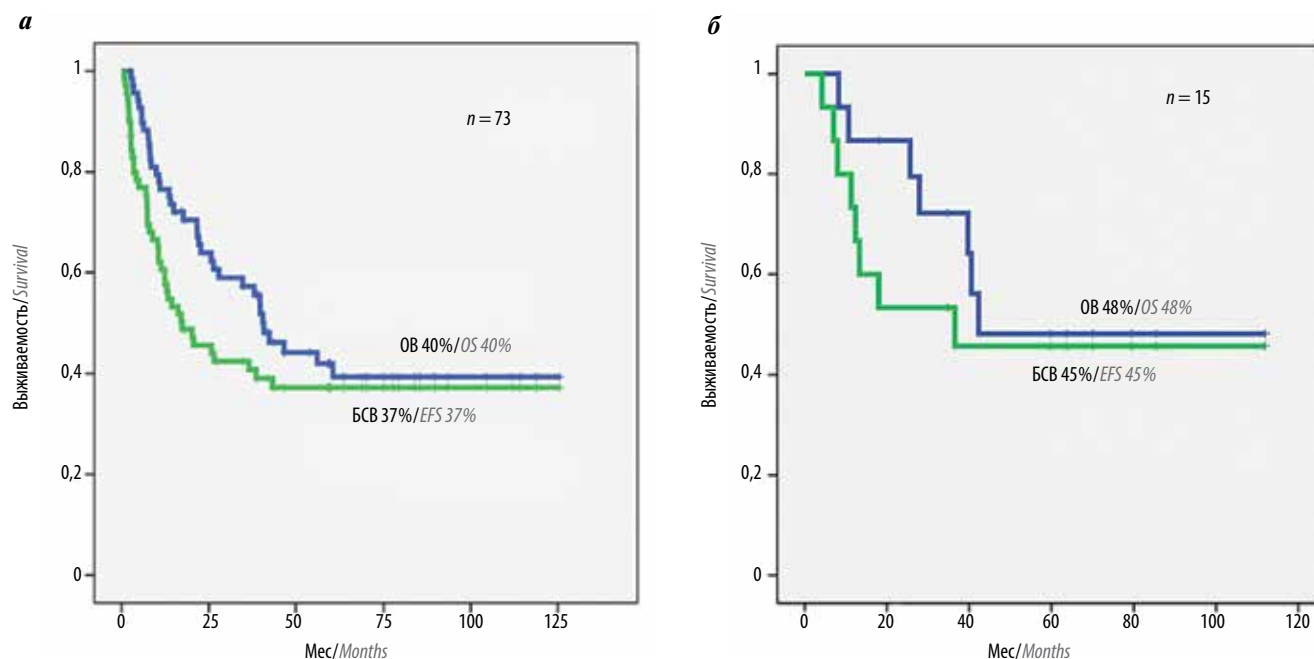 а
Выживаемость/Survival
1
0,8
0,6
0,4
0,2
0
n = 73
ОВ 40%/OS 40%
БСВ 37%/EFS 37%
0 25 50 75 100 125
Мес/Months
б
Выживаемость/Survival
1
0,8
0,6
0,4
0,2
0
n = 15
ОВ 48%/OS 48%
БСВ 45%/EFS 45%
0 20 40 60 80 100 120
Мес/Months